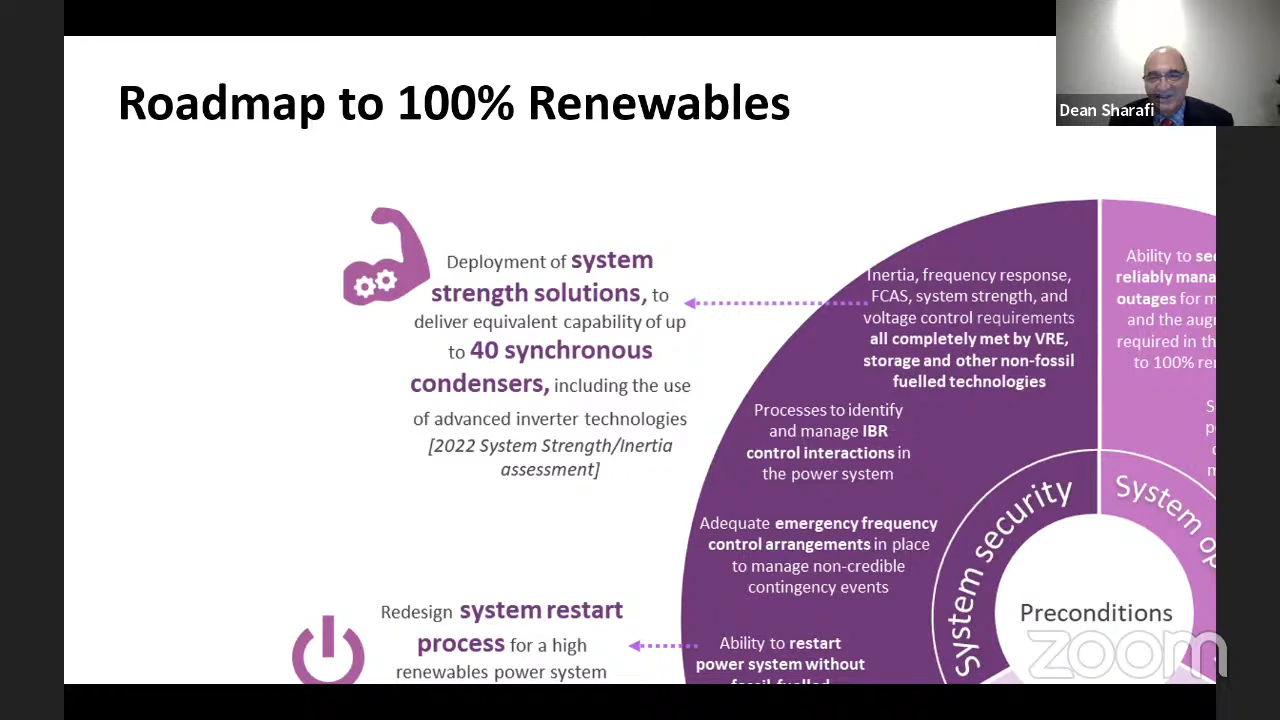 Roadmap to 100% Renewables
Dean Sharafi
Deployment of system
strength solutions, to
deliver equivalent capability of up
to 40 synchronous
condensers, including the use
of advanced inverter technologies
[2022 System Strength/Inertia
assessment]
Redesign system restart
process for a high
renewables power system
Inertia, frequency response,
FCAS, system strength, and
voltage control requirements
all completely met by VRE,
storage and other non-fossil
fuelled technologies
Processes to identify
and manage IBR
control interactions in
the power system
Adequate emergency frequency
control arrangements in place
to manage non-credible
contingency events
Ability to restart
power system without
fossil-fuelled
System security
Preconditions
Ability to
reliably
outages for
and the
required in
to 100%
System
zoom